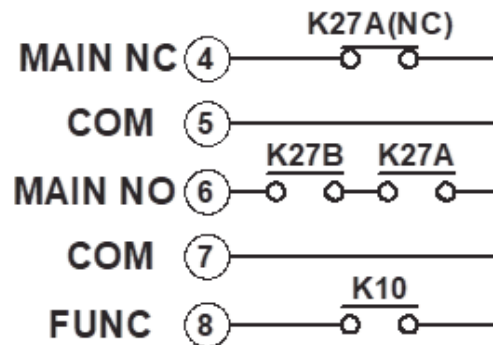 K27A(NC)
MAIN NC 4
COM 5
K27B K27A
MAIN NO 6
COM 7
K10
FUNC 8